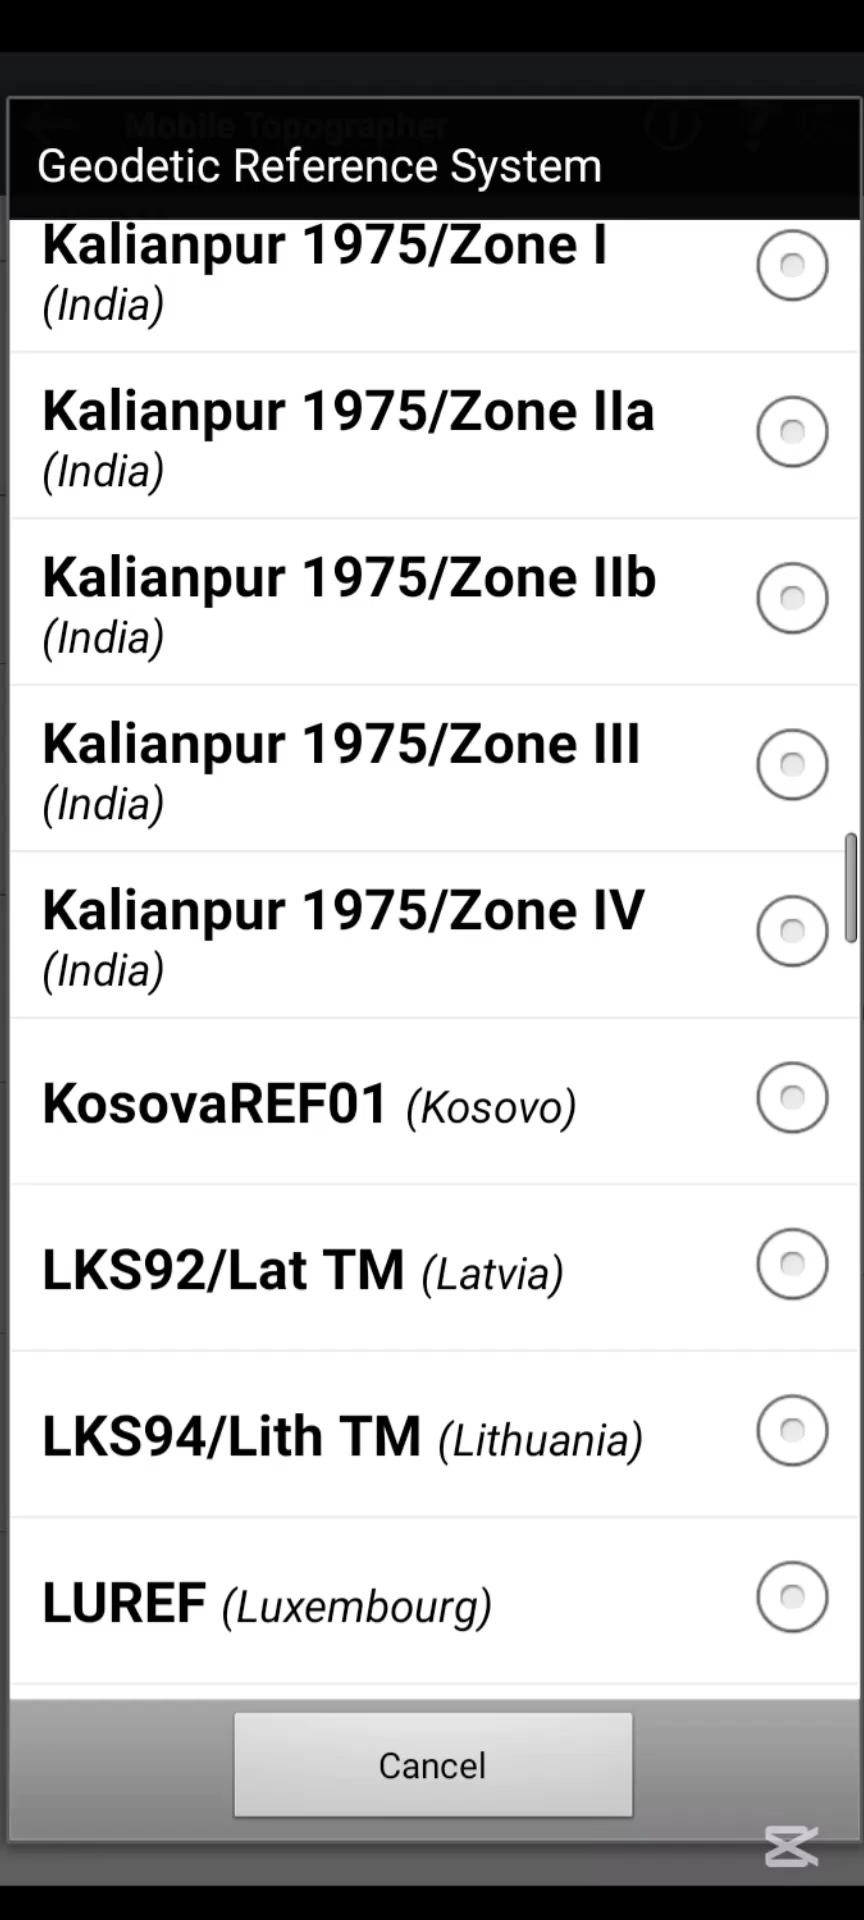 Mobile Topographer
Geodetic Reference System
Kalianpur 1975/Zone I
(India)
Kalianpur 1975/Zone IIa
(India)
Kalianpur 1975/Zone IIb
(India)
Kalianpur 1975/Zone III
(India)
Kalianpur 1975/Zone IV
(India)
KosovaREF01 (Kosovo)
LKS92/Lat TM (Latvia)
LKS94/Lith TM (Lithuania)
LUREF (Luxembourg)
Cancel